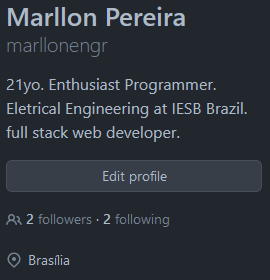 Marllon Pereira
marllonengr
21yo. Enthusiast Programmer.
Eletrical Engineering at IESB Brazil.
full stack web developer.
Edit profile
2 followers · 2 following
Brasília